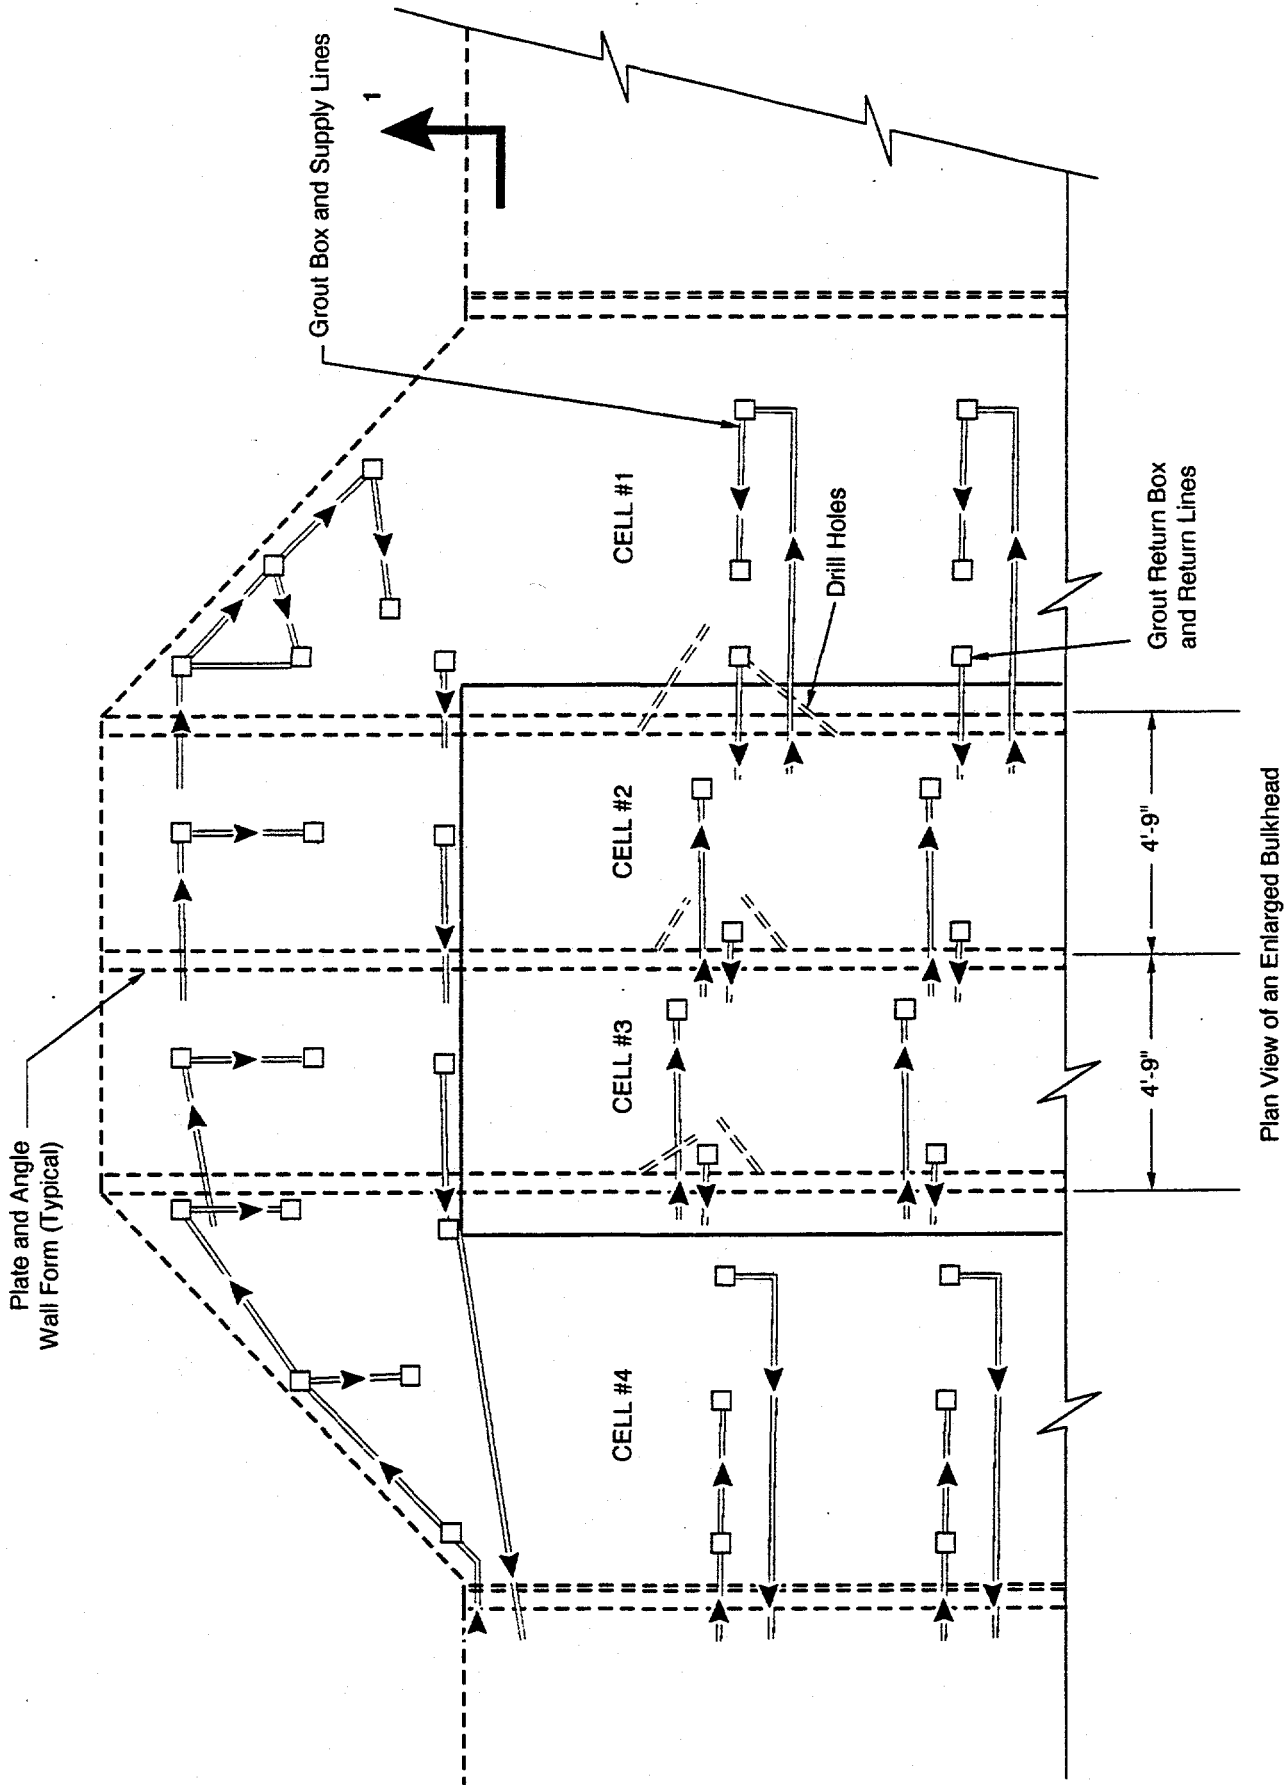 Plate and Angle
Wall Form (Typical)
Grout Box and Supply Lines
1
CELL #4
CELL #3
CELL #2
CELL #1
Drill Holes
Grout Return Box
and Return Lines
4'-9"
4'-9"
Plan View of an Enlarged Bulkhead